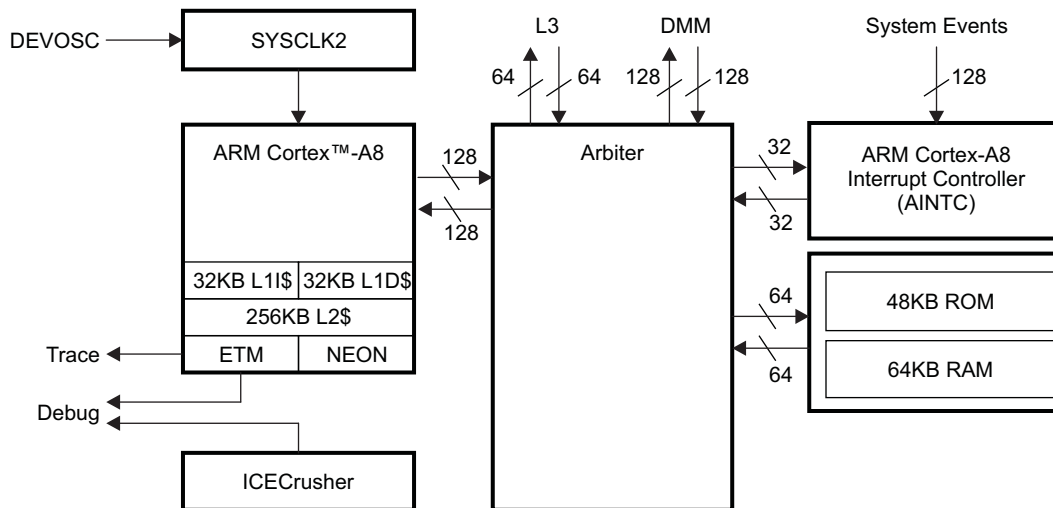 DEVOSC
SYSCLK2
L3
DMM
System Events
64
64
128
128
128
ARM Cortex™-A8
128
128
Arbiter
32
32
ARM Cortex-A8
Interrupt Controller
(AINTC)
32KB L1I$
32KB L1D$
256KB L2$
ETM
NEON
64
64
48KB ROM
64KB RAM
Trace
Debug
ICECrusher